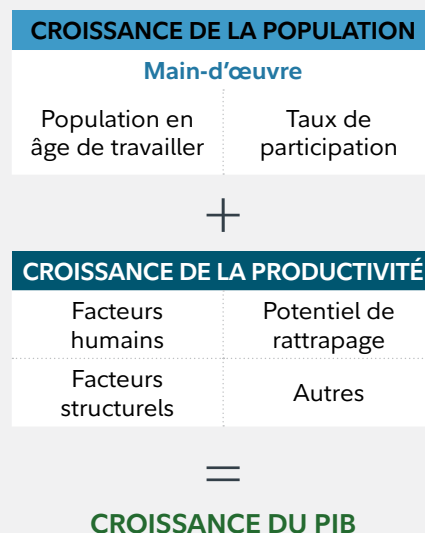 CROISSANCE DE LA POPULATION
Main-d'œuvre
Population en
âge de travailler
Taux de
participation
+
CROISSANCE DE LA PRODUCTIVITÉ
Facteurs
humains
Potentiel de
rattrapage
Facteurs
structurels
Autres
=
CROISSANCE DU PIB